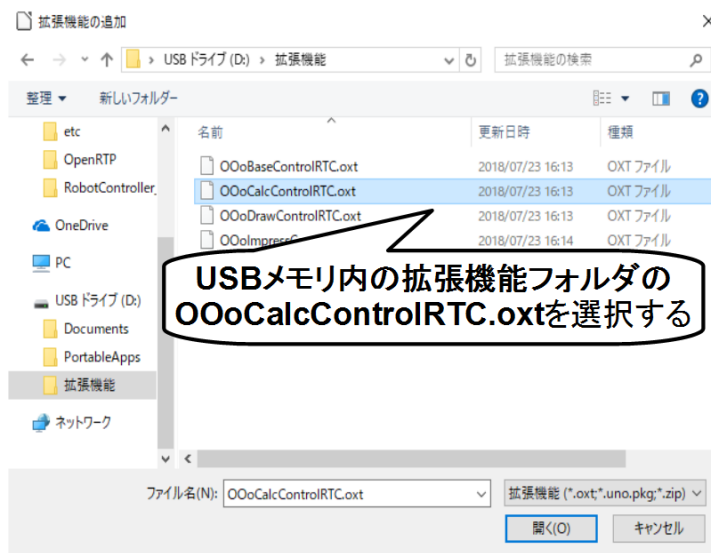 拡張機能の追加
USB ドライブ (D:) › 拡張機能
拡張機能の検索
整理 新しいフォルダー
名前 更新日時 種類
etc
OpenRTP
RobotController_
OneDrive
PC
USB ドライブ (D:)
Documents
PortableApps
拡張機能
ネットワーク
OOoBaseControlRTC.oxt 2018/07/23 16:13 OXT ファイル
OOoCalcControlRTC.oxt 2018/07/23 16:13 OXT ファイル
OOoDrawControlRTC.oxt 2018/07/23 16:13 OXT ファイル
OOoImpress 2018/07/23 16:14 OXT ファイル
USBメモリ内の拡張機能フォルダの
OOoCalcControlRTC.oxtを選択する
ファイル名(N): OOoCalcControlRTC.oxt 拡張機能 (*.oxt;*.uno.pkg;*.zip)
開く(O) キャンセル